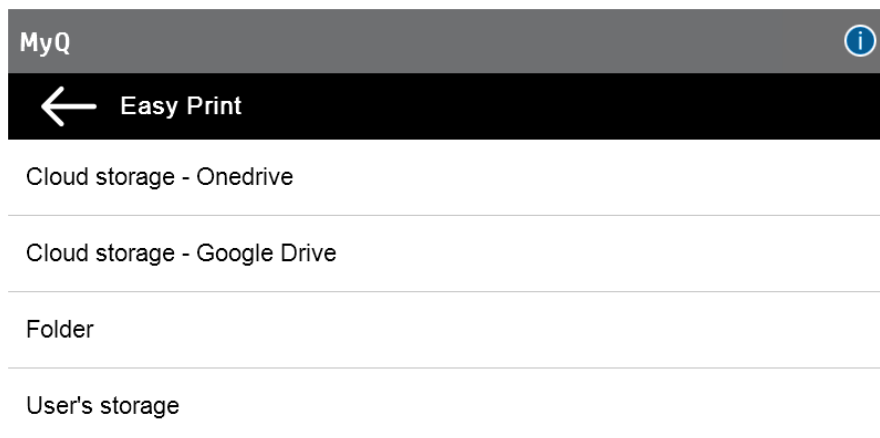 MyQ
Easy Print
Cloud storage - Onedrive
Cloud storage - Google Drive
Folder
User's storage